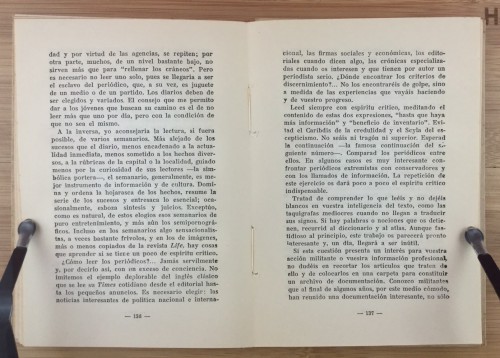 dad y por virtud de las agencias, se repiten; por
otra parte, muchos, de un nivel bastante bajo, no
sirven más que para "rellenar los cráneos". Pero
es necesario no leer uno solo, pues se llegaría a ser
el esclavo del periódico, que a su vez, es juguete
de un medio o de un partido. Los diarios deben de
ser elegidos y variados. El consejo que me permito
dar a los jóvenes que buscan su camino es el de no
leer más que uno por día, pero con la condición de
que no sea el mismo.
A la inversa, yo aconsejaría la lectura, si fuera
posible, de varios semanarios. Más alejado de los
sucesos que el diario, menos encadenado a la actua-
lidad inmediata, menos sometido a los hechos diver-
sos, a la rúbricas de la capital o la localidad, guiado
menos por la curiosidad de sus lectores —la sim-
bólica portera—, el semanario, generalmente, es me-
jor instrumento de información y de cultura. Domi-
na y ordena la hojarasca de los hechos, resume la
serie de los sucesos y entresaca lo esencial; oca-
sionalmente, esboza síntesis y juicios. Exceptúo,
como es natural, de estos elogios esos semanarios de
puro entretenimiento, y más aún los semipornográ-
ficos. Incluso en los semanarios algo sensacionalis-
tas, a veces bastante frívolos, y en los de imágenes,
más o menos copiados de la revista Life, hay cosas
que aprender si se tiene un poco de espíritu crítico.
¿Cómo leer los periódicos?... Jamás servilmente
y, por decirlo así, con un exceso de conciencia. No
imitemos el ejemplo deplorable del inglés clásico
que se lee su Times cotidiano desde el editorial has-
ta los pequeños anuncios. Es necesario elegir: las
noticias interesantes de política nacional e interna-
— 136 —
cional, las firmas sociales y económicas, los edito-
riales cuando dicen algo, las crónicas especializa-
das cuando os interesen y que tienen por autor un
periodista serio. ¿Dónde encontrar los criterios de
discernimiento?... No los encontraréis de golpe, sino
a medida de las experiencias que vayáis haciendo
y de vuestro progreso.
Leed siempre con espíritu crítico, meditando el
contenido de estas dos expresiones, "hasta que haya
más información" y "beneficio de inventario". Evi-
tad el Caribdis de la credulidad y el Scyla del es-
cepticismo. No seáis ni tragón ni superior. Esperad
la continuación —la famosa continuación del si-
guiente número—. Comparad los periódicos entre
ellos. En algunos casos es muy interesante con-
frontar periódicos extremistas con conservadores y
con los llamados de información. La repetición de
este ejercicio os dará poco a poco el espíritu crítico
indispensable.
Tratad de comprender lo que leéis y no dejéis
blancos en vuestra inteligencia del texto, como las
taquígrafas mediocres cuando no llegan a traducir
sus signos. Si hay palabras o nociones que os detie-
nen, recurrid al diccionario y al atlas. Aunque fas-
tidioso al principio, este trabajo os parecerá pronto
interesante y, un día, llegará a ser inútil.
Si esta cuestión presenta un interés para vuestra
acción militante o vuestra información profesional,
no dudéis en recortar los artículos que traten de
ello y de colocarlos en una carpeta para constituir
un archivo de documentación. Conozco militantes
que al final de algunos años, por este medio cómodo,
han reunido una documentación interesante, no sólo
— 137 —